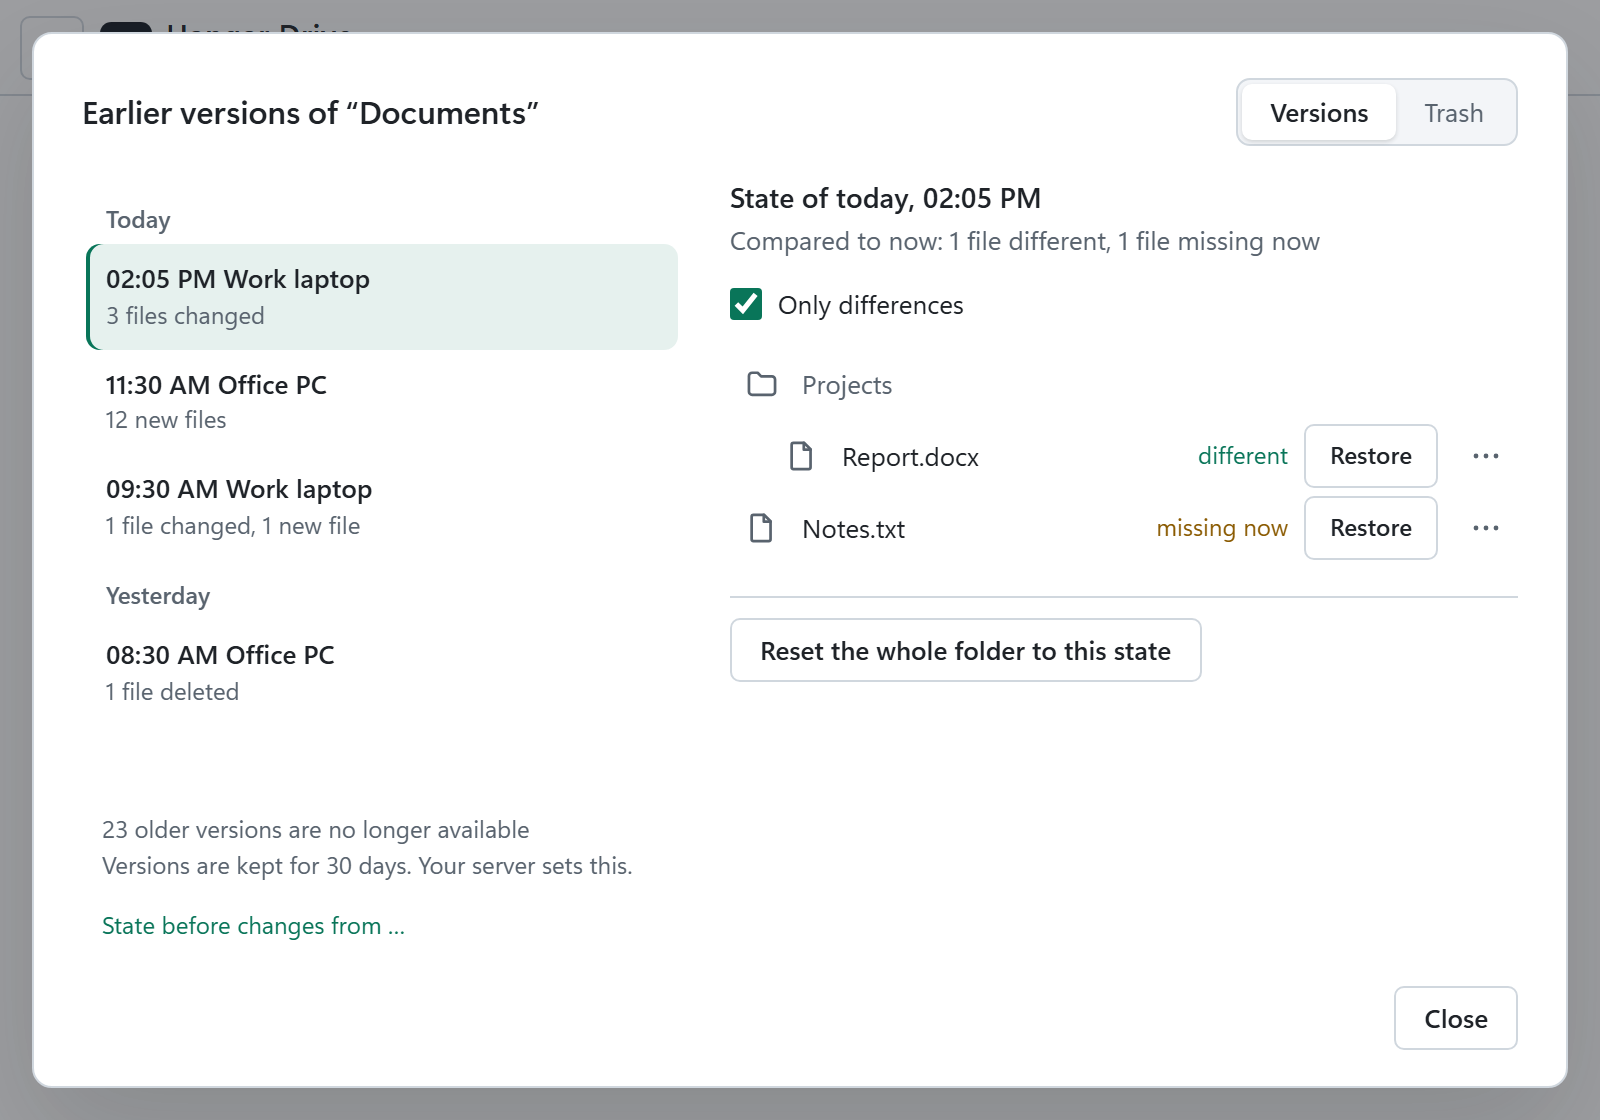 Earlier versions of “Documents”
Versions
Trash
Today
02:05 PM Work laptop
3 files changed
11:30 AM Office PC
12 new files
09:30 AM Work laptop
1 file changed, 1 new file
Yesterday
08:30 AM Office PC
1 file deleted
23 older versions are no longer available
Versions are kept for 30 days. Your server sets this.
State before changes from ...
State of today, 02:05 PM
Compared to now: 1 file different, 1 file missing now
Only differences
Projects
Report.docx
different
Restore
Notes.txt
missing now
Restore
Reset the whole folder to this state
Close